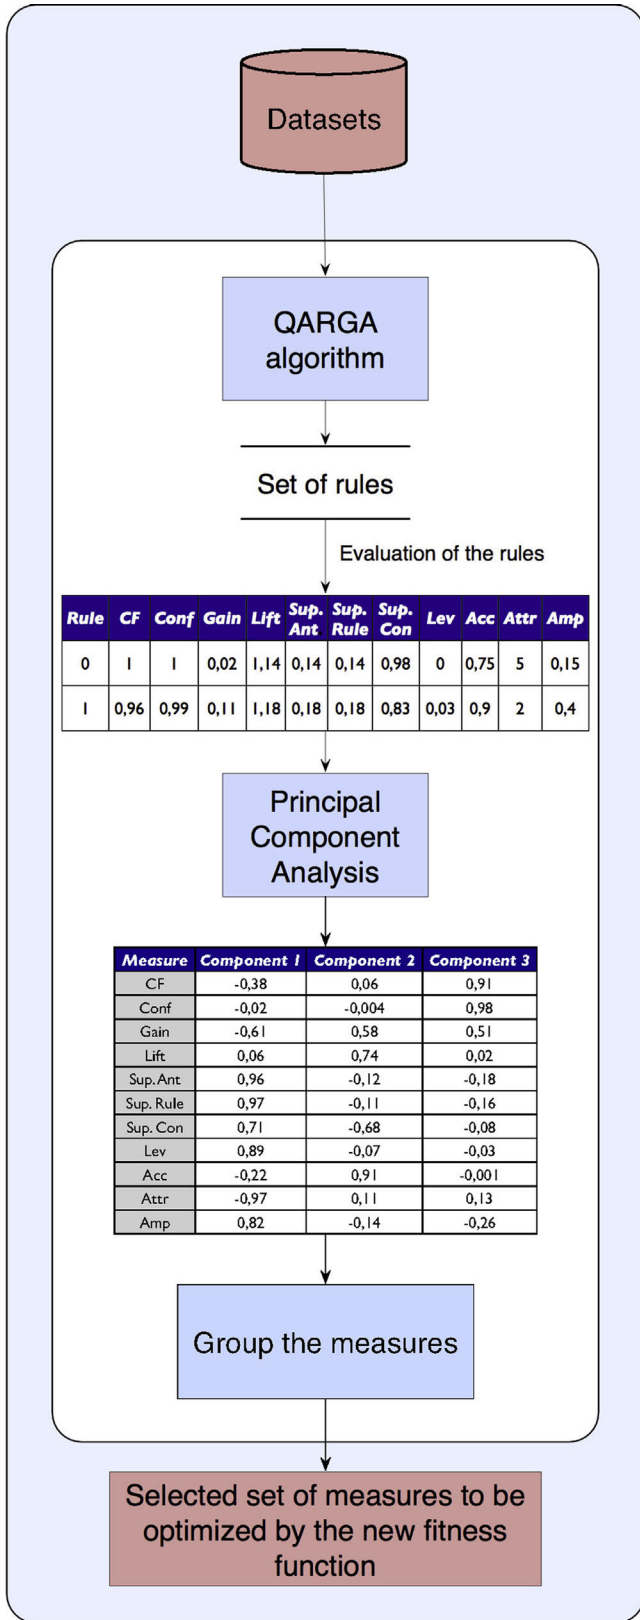 Datasets
QARGA
algorithm
Set of rules
Evaluation of the rules
Rule CF Conf Gain Lift Sup. Ant Sup. Rule Sup. Con Lev Acc Attr Amp
0 1 1 0,02 1,14 0,14 0,14 0,98 0 0,75 5 0,15
1 0,96 0,99 0,11 1,18 0,18 0,18 0,83 0,03 0,9 2 0,4
Principal
Component
Analysis
Measure Component 1 Component 2 Component 3
CF -0,38 0,06 0,91
Conf -0,02 -0,004 0,98
Gain -0,61 0,58 0,51
Lift 0,06 0,74 0,02
Sup. Ant 0,96 -0,12 -0,18
Sup. Rule 0,97 -0,11 -0,16
Sup. Con 0,71 -0,68 -0,08
Lev 0,89 -0,07 -0,03
Acc -0,22 0,91 -0,001
Attr -0,97 0,11 0,13
Amp 0,82 -0,14 -0,26
Group the measures
Selected set of measures to be
optimized by the new fitness
function